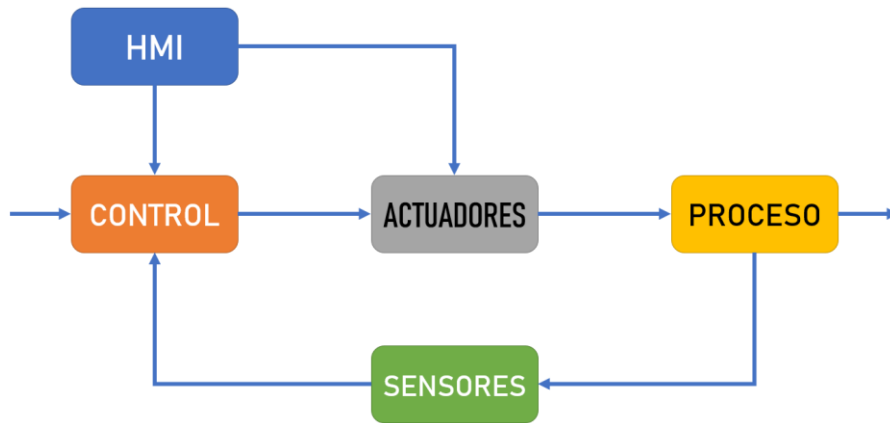 HMI
CONTROL
ACTUADORES
PROCESO
SENSORES